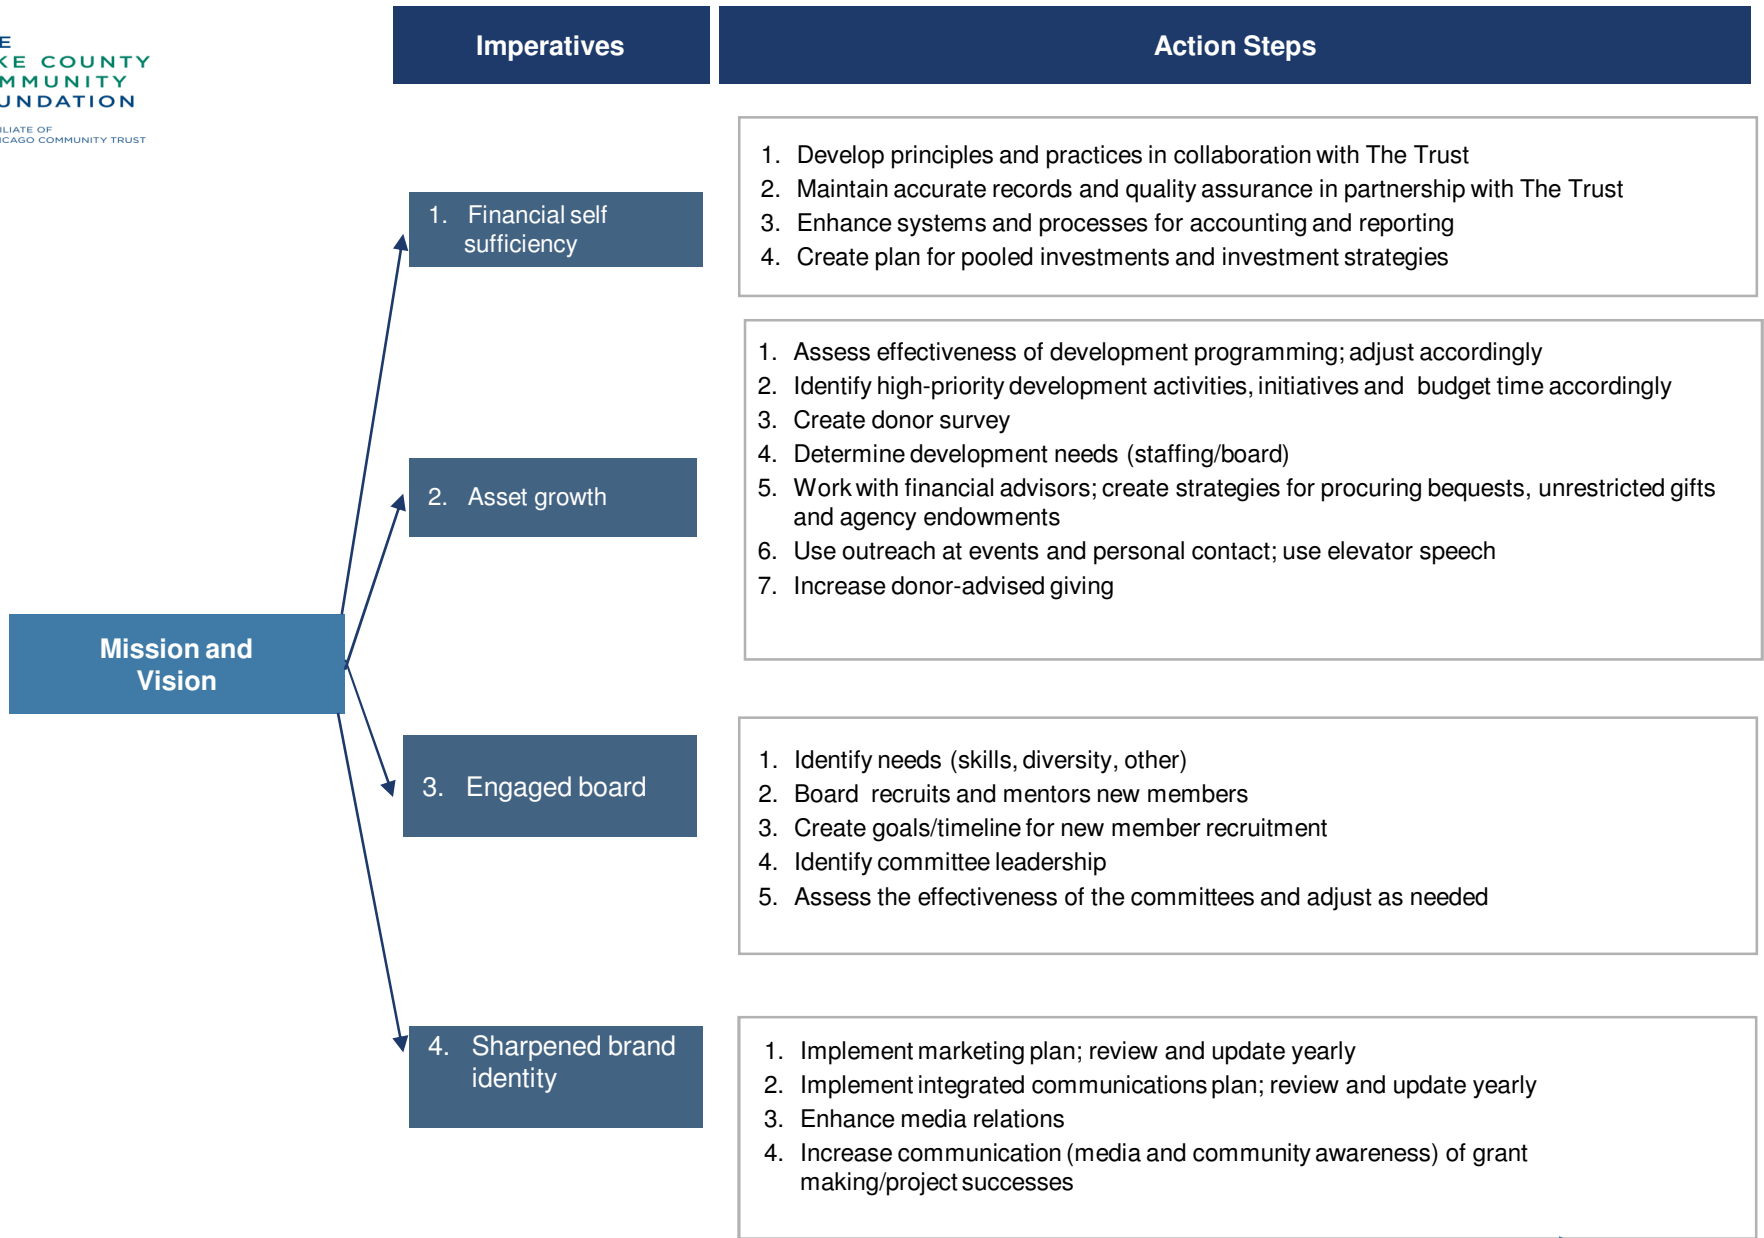 E
KE COUNTY
MMUNITY
UNDATION
ILIATE OF
ICAGO COMMUNITY TRUST
Imperatives
Action Steps
1. Financial self
sufficiency
1. Develop principles and practices in collaboration with The Trust
2. Maintain accurate records and quality assurance in partnership with The Trust
3. Enhance systems and processes for accounting and reporting
4. Create plan for pooled investments and investment strategies
2. Asset growth
1. Assess effectiveness of development programming; adjust accordingly
2. Identify high-priority development activities, initiatives and budget time accordingly
3. Create donor survey
4. Determine development needs (staffing/board)
5. Work with financial advisors; create strategies for procuring bequests, unrestricted gifts
and agency endowments
6. Use outreach at events and personal contact; use elevator speech
7. Increase donor-advised giving
Mission and
Vision
3. Engaged board
1. Identify needs (skills, diversity, other)
2. Board recruits and mentors new members
3. Create goals/timeline for new member recruitment
4. Identify committee leadership
5. Assess the effectiveness of the committees and adjust as needed
4. Sharpened brand
identity
1. Implement marketing plan; review and update yearly
2. Implement integrated communications plan; review and update yearly
3. Enhance media relations
4. Increase communication (media and community awareness) of grant
making/project successes